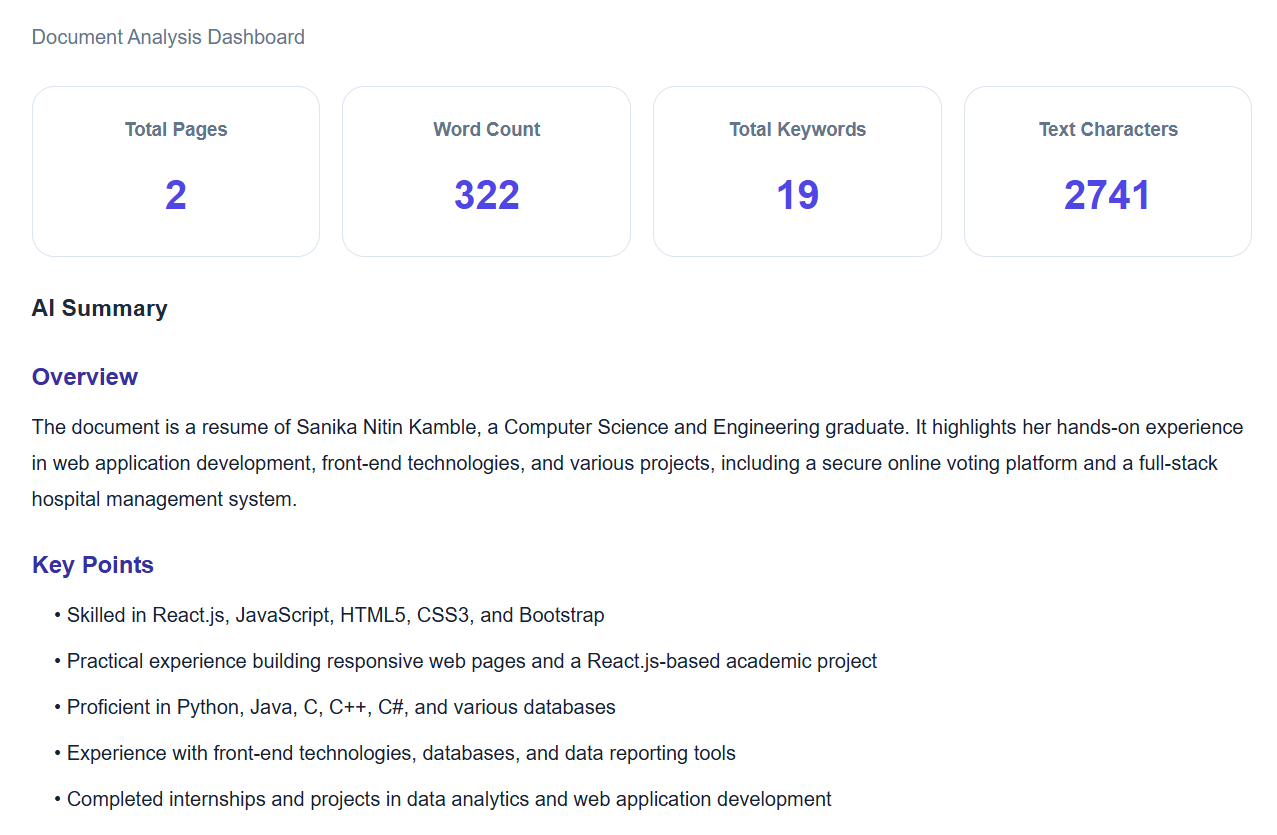 Document Analysis Dashboard
Total Pages
Word Count
Total Keywords
Text Characters
2
322
19
2741
AI Summary
Overview
The document is a resume of Sanika Nitin Kamble, a Computer Science and Engineering graduate. It highlights her hands-on experience
in web application development, front-end technologies, and various projects, including a secure online voting platform and a full-stack
hospital management system.
Key Points
• Skilled in React.js, JavaScript, HTML5, CSS3, and Bootstrap
• Practical experience building responsive web pages and a React.js-based academic project
• Proficient in Python, Java, C, C++, C#, and various databases
• Experience with front-end technologies, databases, and data reporting tools
• Completed internships and projects in data analytics and web application development